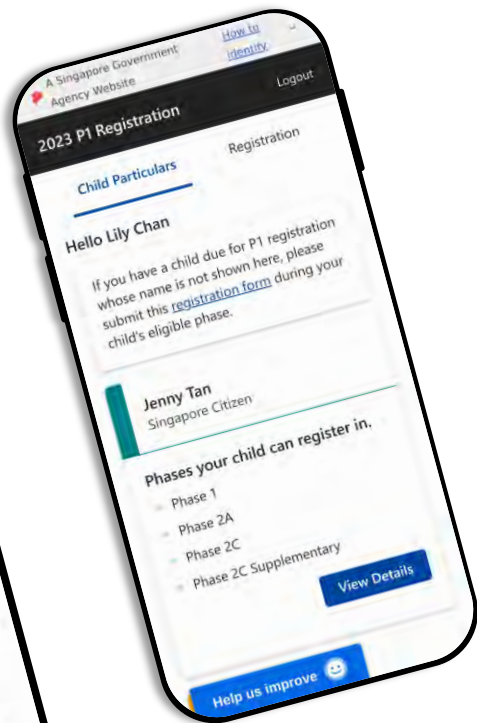 A Singapore Government
Agency Website
How to
identify
2023 P1 Registration
Logout
Child Particulars
Registration
Hello Lily Chan
If you have a child due for P1 registration
whose name is not shown here, please
submit this registration form during your
child's eligible phase.
Jenny Tan
Singapore Citizen
Phases your child can register in.
Phase 1
Phase 2A
Phase 2C
Phase 2C Supplementary
View Details
Help us improve